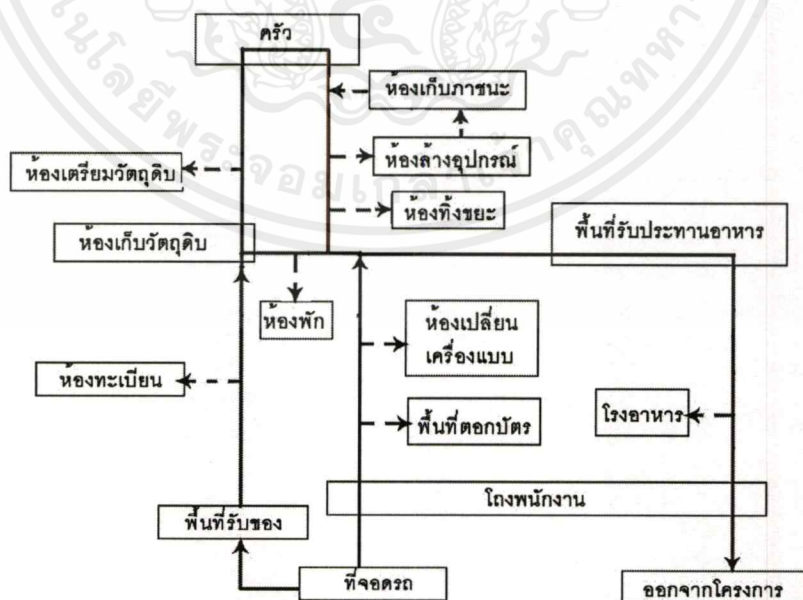 ครัว
ห้องเก็บภาชนะ
ห้องล้างอุปกรณ์
ห้องเตรียมวัตถุดิบ
ห้องทิ้งขยะ
ห้องเก็บวัตถุดิบ
พื้นที่รับประทานอาหาร
ห้องพัก
ห้องเปลี่ยน
เครื่องแบบ
ห้องทะเบียน
พื้นที่ตอกบัตร
โรงอาหาร
โถงพนักงาน
พื้นที่รับของ
ที่จอดรถ
ออกจากโครงการ